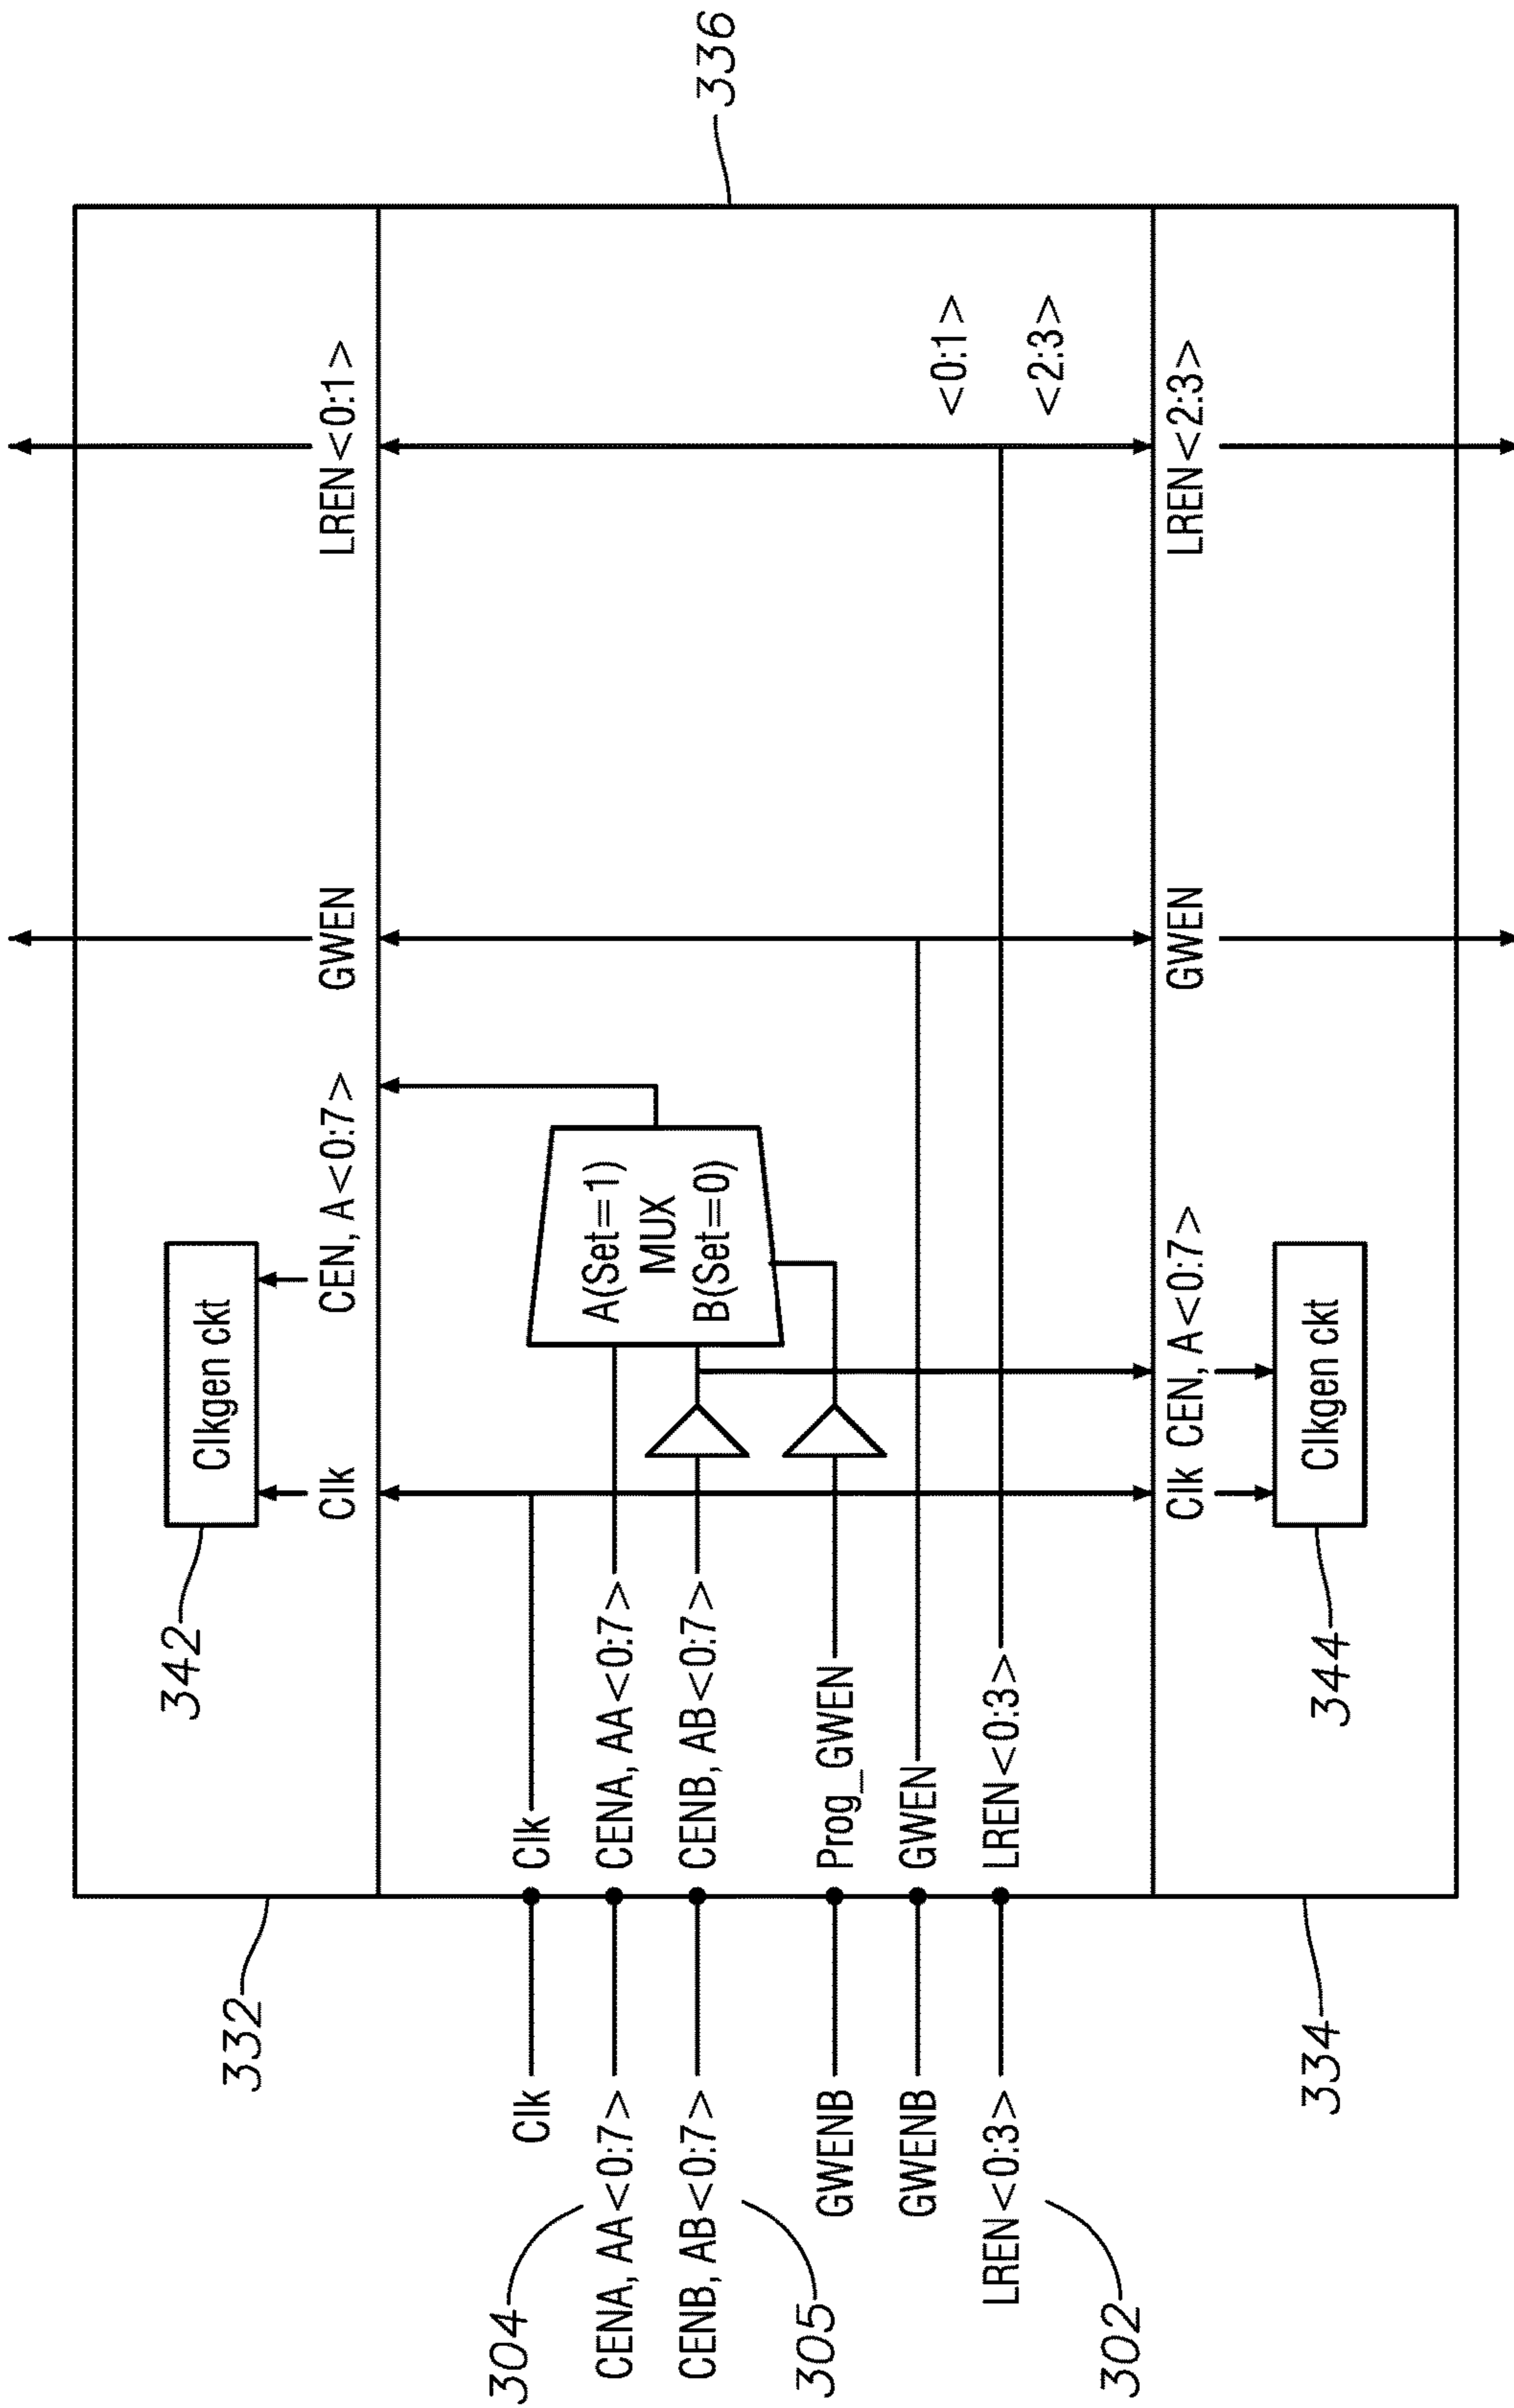 336
332
342
Clkgen ckt
Clk
CEN, A<0:7>
GWEN
LREN<0:1>
304
Clk
Clk
CENA, AA<0:7>
CENA, AA<0:7>
A(Set=1)
MUX
B(Set=0)
CENB, AB<0:7>
CENB, AB<0:7>
305
GWENB
Prog_GWEN
GWENB
GWEN
<0:1>
LREN<0:3>
LREN<0:3>
<2:3>
302
Clk
CEN, A<0:7>
GWEN
LREN<2:3>
Clkgen ckt
344
334